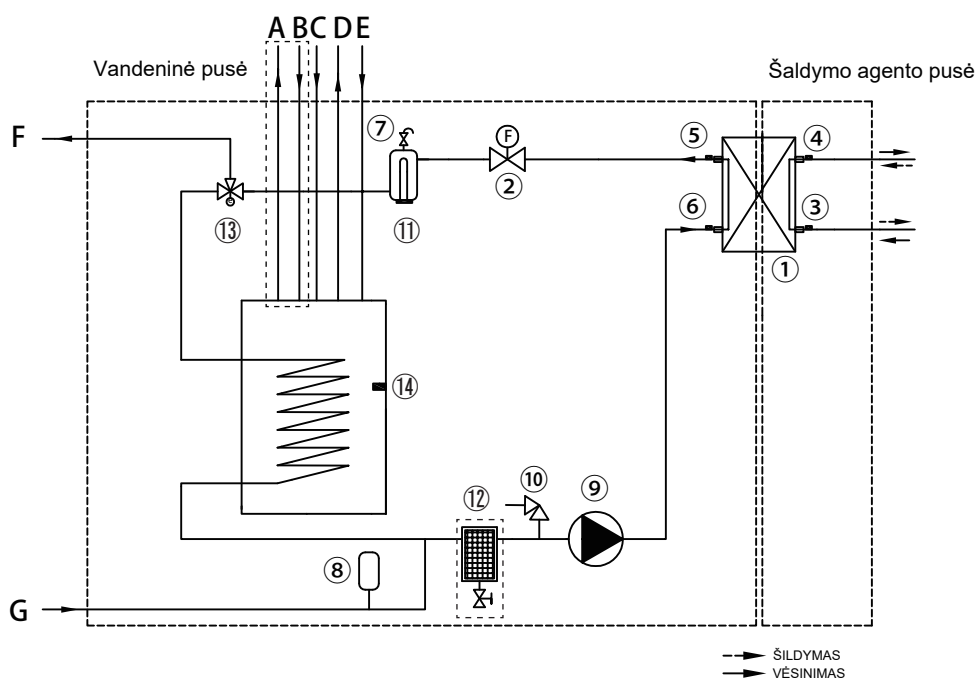 A B C D E
Vandeninė pusė
Šaldymo agento pusė
F
⑦
F
⑤
④
②
⑥
③
⑬
⑪
①
⑭
⑫
⑩
⑨
⑧
G
ŠILDYMAS
VĖSINIMAS